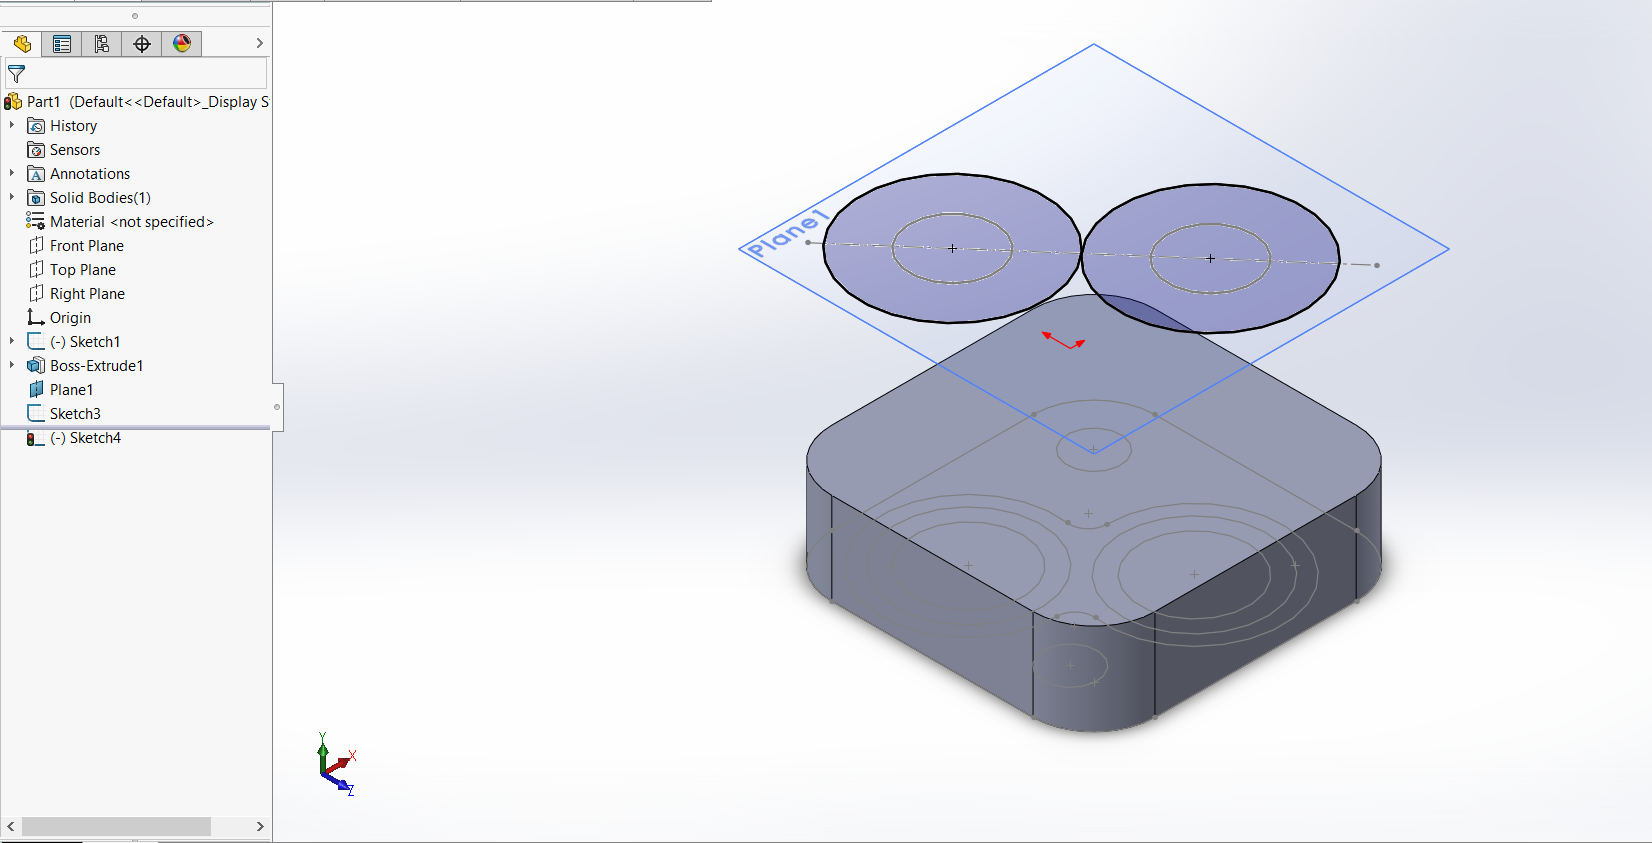 Part1 (Default<<Default>_Display S
History
Sensors
A Annotations
Solid Bodies(1)
Material <not specified>
Front Plane
Top Plane
Right Plane
Origin
(-) Sketch1
Boss-Extrude1
Plane1
Sketch3
(-) Sketch4
Plane1
Y
X
Z